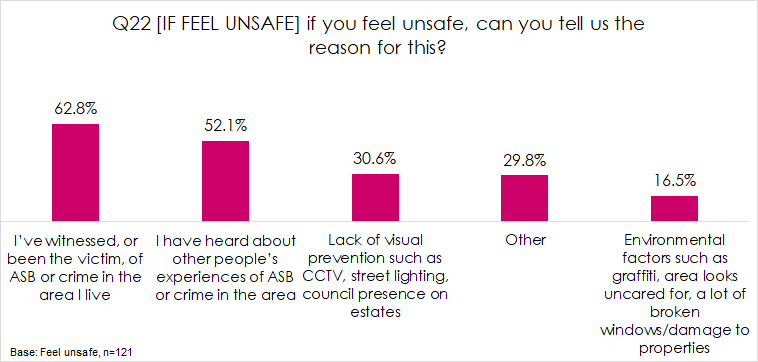 Q22 [IF FEEL UNSAFE] if you feel unsafe, can you tell us the
reason for this?
62.8%
52.1%
30.6%
29.8%
16.5%
I've witnessed, or
been the victim, of
ASB or crime in the
area I live
I have heard about
other people's
experiences of ASB
or crime in the area
Lack of visual
prevention such as
CCTV, street lighting,
council presence on
estates
Other
Environmental
factors such as
graffiti, area looks
uncared for, a lot of
broken
windows/damage to
properties
Base: Feel unsafe, n=121